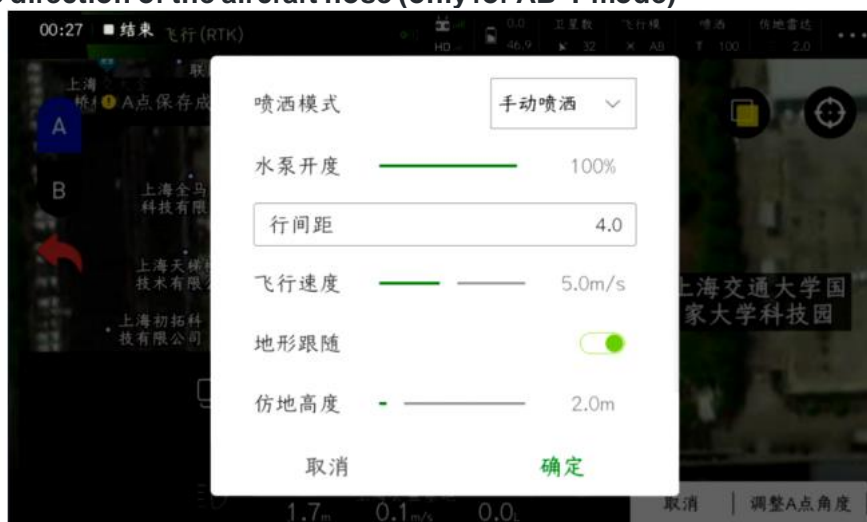 direction of the aircraft nose (Only for AB-T mode)
00:27 结束 飞行(RTK) 0.0 卫星数 飞行模 喷洒 仿地雷达
HD 46.9 32 AB T 100 2.0
上海
A点保存成
A
喷洒模式 手动喷洒
水泵开度 100%
B
上海全马
科技有限
行间距 4.0
上海天
技术有限
飞行速度 5.0m/s
上海交通大学国
家大学科技园
上海初拓科
技有限公司
地形跟随
仿地高度 2.0m
取消 确定
1.7m 0.1m/s 0.0L
取消 调整A点角度